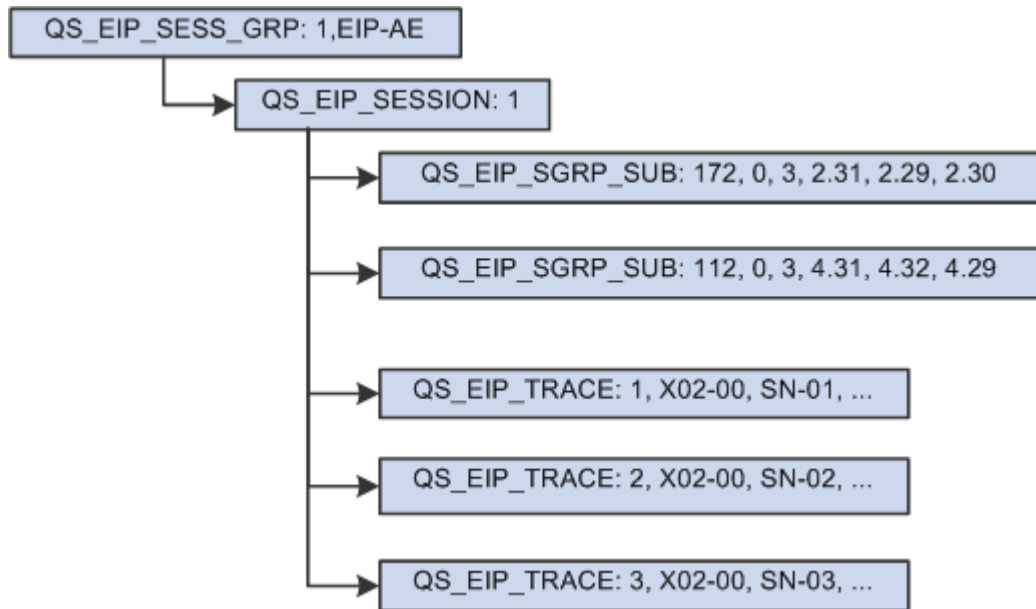 QS_EIP_SESS_GRP: 1,EIP-AE
QS_EIP_SESSION: 1
QS_EIP_SGRP_SUB: 172, 0, 3, 2.31, 2.29, 2.30
QS_EIP_SGRP_SUB: 112, 0, 3, 4.31, 4.32, 4.29
QS_EIP_TRACE: 1, X02-00, SN-01, ...
QS_EIP_TRACE: 2, X02-00, SN-02, ...
QS_EIP_TRACE: 3, X02-00, SN-03, ...